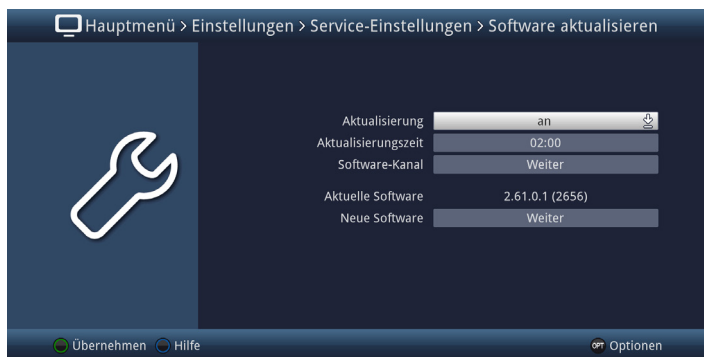 Hauptmenü > Einstellungen > Service-Einstellungen > Software aktualisieren
Aktualisierung an
Aktualisierungszeit 02:00
Software-Kanal Weiter
Aktuelle Software 2.61.0.1 (2656)
Neue Software Weiter
Übernehmen Hilfe OPT Optionen